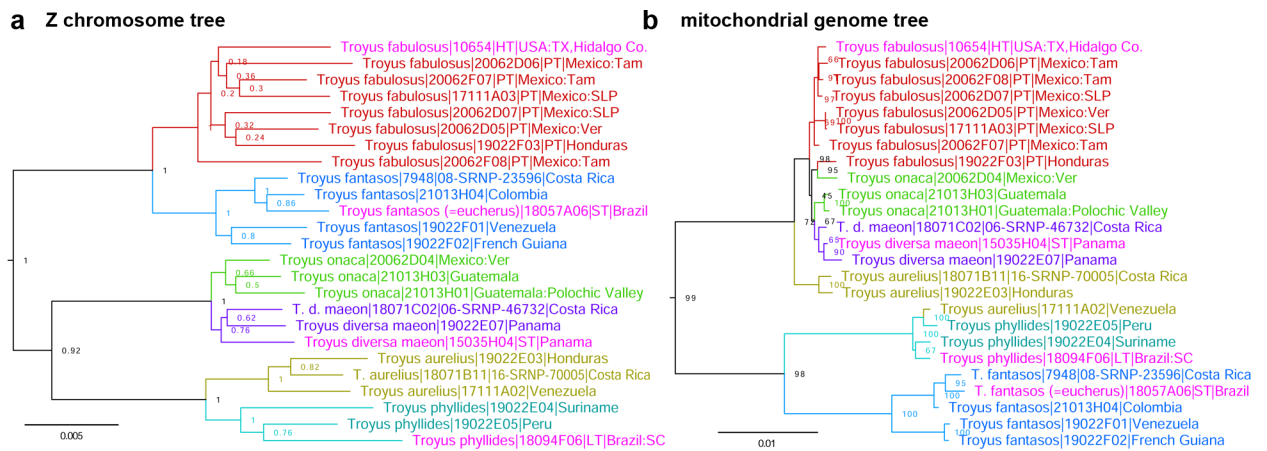 a Z chromosome tree
Troyus fabulosus|10654|HT|USA:TX,Hidalgo Co.
0.18
Troyus fabulosus|20062D06|PT|Mexico:Tam
0.36
Troyus fabulosus|20062F07|PT|Mexico:Tam
0.3
0.2
Troyus fabulosus|17111A03|PT|Mexico:SLP
Troyus fabulosus|20062D07|PT|Mexico:SLP
1
0.32
Troyus fabulosus|20062D05|PT|Mexico:Ver
0.24
Troyus fabulosus|19022F03|PT|Honduras
Troyus fabulosus|20062F08|PT|Mexico:Tam
1
Troyus fantasos|7948|08-SRNP-23596|Costa Rica
1
Troyus fantasos|21013H04|Colombia
0.86
Troyus fantasos (=eucherus)|18057A06|ST|Brazil
1
Troyus fantasos|19022F01|Venezuela
0.8
Troyus fantasos|19022F02|French Guiana
1
Troyus onaca|20062D04|Mexico:Ver
0.66
Troyus onaca|21013H03|Guatemala
0.5
Troyus onaca|21013H01|Guatemala:Polochic Valley
1
T. d. maeon|18071C02|06-SRNP-46732|Costa Rica
0.62
Troyus diversa maeon|19022E07|Panama
0.76
Troyus diversa maeon|15035H04|ST|Panama
0.92
Troyus aurelius|19022E03|Honduras
0.82
T. aurelius|18071B11|16-SRNP-70005|Costa Rica
1
Troyus aurelius|17111A02|Venezuela
1
Troyus phyllides|19022E04|Suriname
1
Troyus phyllides|19022E05|Peru
0.76
Troyus phyllides|18094F06|LT|Brazil:SC
0.005
b mitochondrial genome tree
Troyus fabulosus|10654|HT|USA:TX,Hidalgo Co.
66
Troyus fabulosus|20062D06|PT|Mexico:Tam
Troyus fabulosus|20062F08|PT|Mexico:Tam
97
Troyus fabulosus|20062D07|PT|Mexico:SLP
Troyus fabulosus|20062D05|PT|Mexico:Ver
69
100
Troyus fabulosus|17111A03|PT|Mexico:SLP
Troyus fabulosus|20062F07|PT|Mexico:Tam
98
Troyus fabulosus|19022F03|PT|Honduras
95
Troyus onaca|20062D04|Mexico:Ver
Troyus onaca|21013H03|Guatemala
100
Troyus onaca|21013H01|Guatemala:Polochic Valley
67
T. d. maeon|18071C02|06-SRNP-46732|Costa Rica
65
Troyus diversa maeon|15035H04|ST|Panama
90
Troyus diversa maeon|19022E07|Panama
Troyus aurelius|18071B11|16-SRNP-70005|Costa Rica
100
Troyus aurelius|19022E03|Honduras
99
Troyus aurelius|17111A02|Venezuela
100
Troyus phyllides|19022E05|Peru
100
Troyus phyllides|19022E04|Suriname
67
Troyus phyllides|18094F06|LT|Brazil:SC
98
T. fantasos|7948|08-SRNP-23596|Costa Rica
95
T. fantasos (=eucherus)|18057A06|ST|Brazil
100
Troyus fantasos|21013H04|Colombia
100
Troyus fantasos|19022F01|Venezuela
100
Troyus fantasos|19022F02|French Guiana
0.01